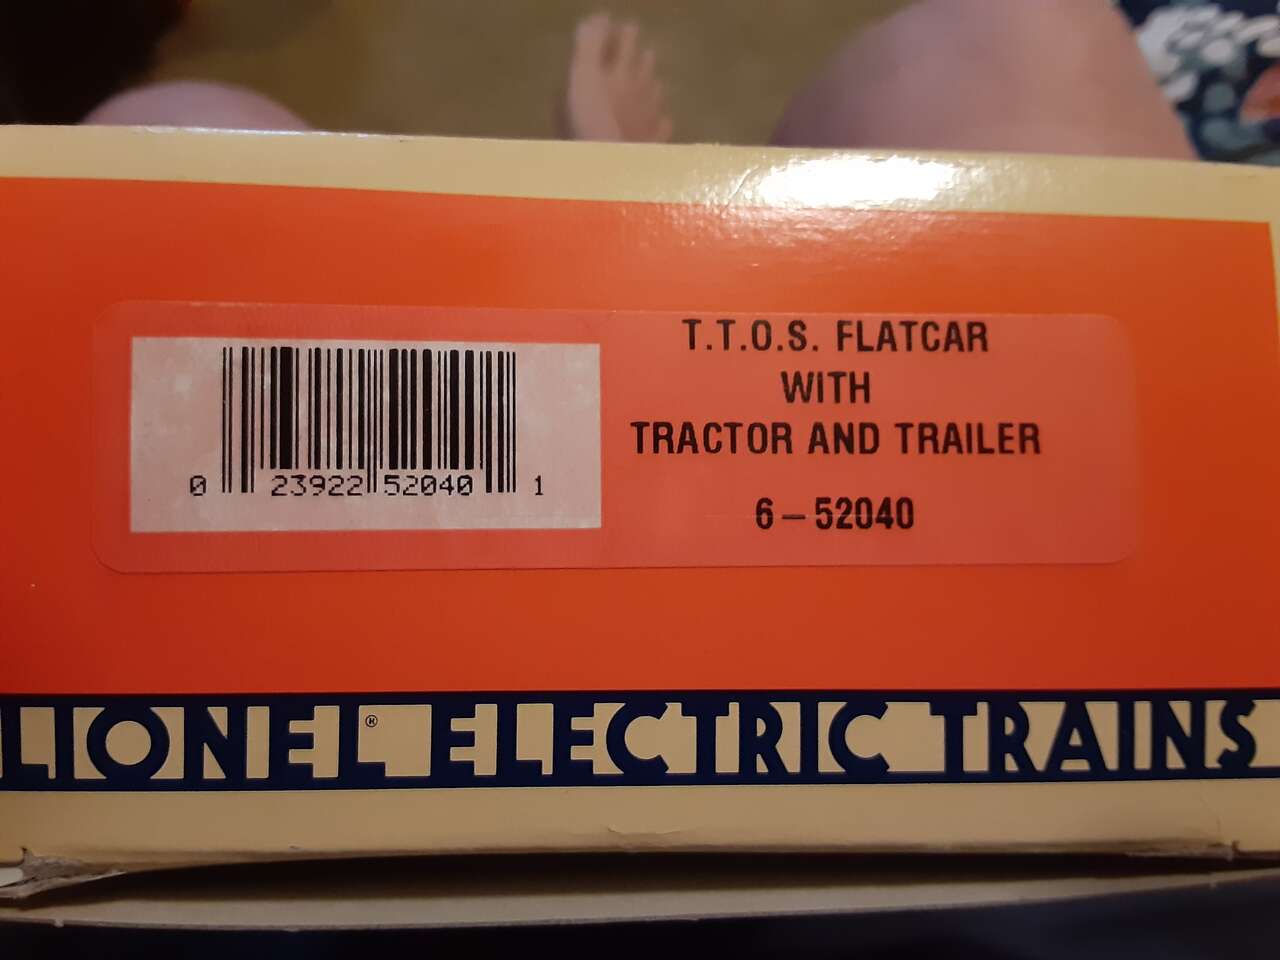 T.T.O.S. FLATCAR
WITH
TRACTOR AND TRAILER
6-52040
0 23922 52040 1
LIONEL® ELECTRIC TRAINS